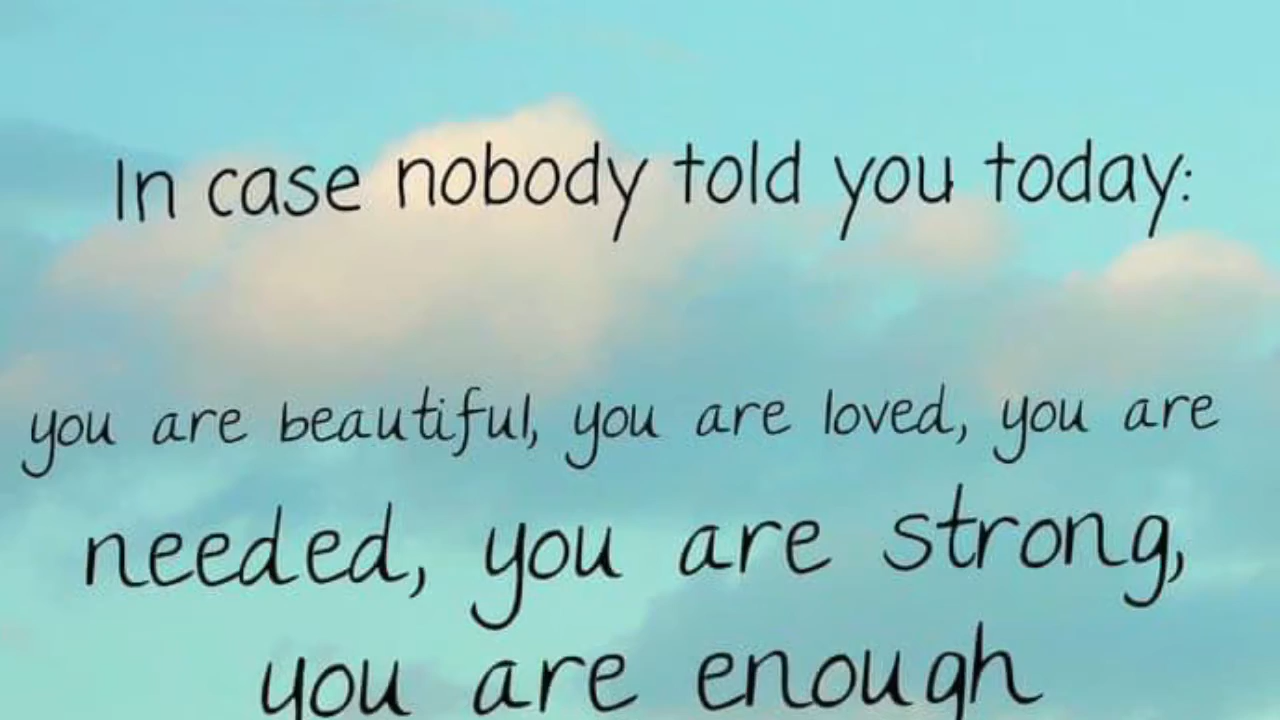 In case nobody told you today:
you are beautiful, you are loved, you are
needed, you are strong,
you are enough